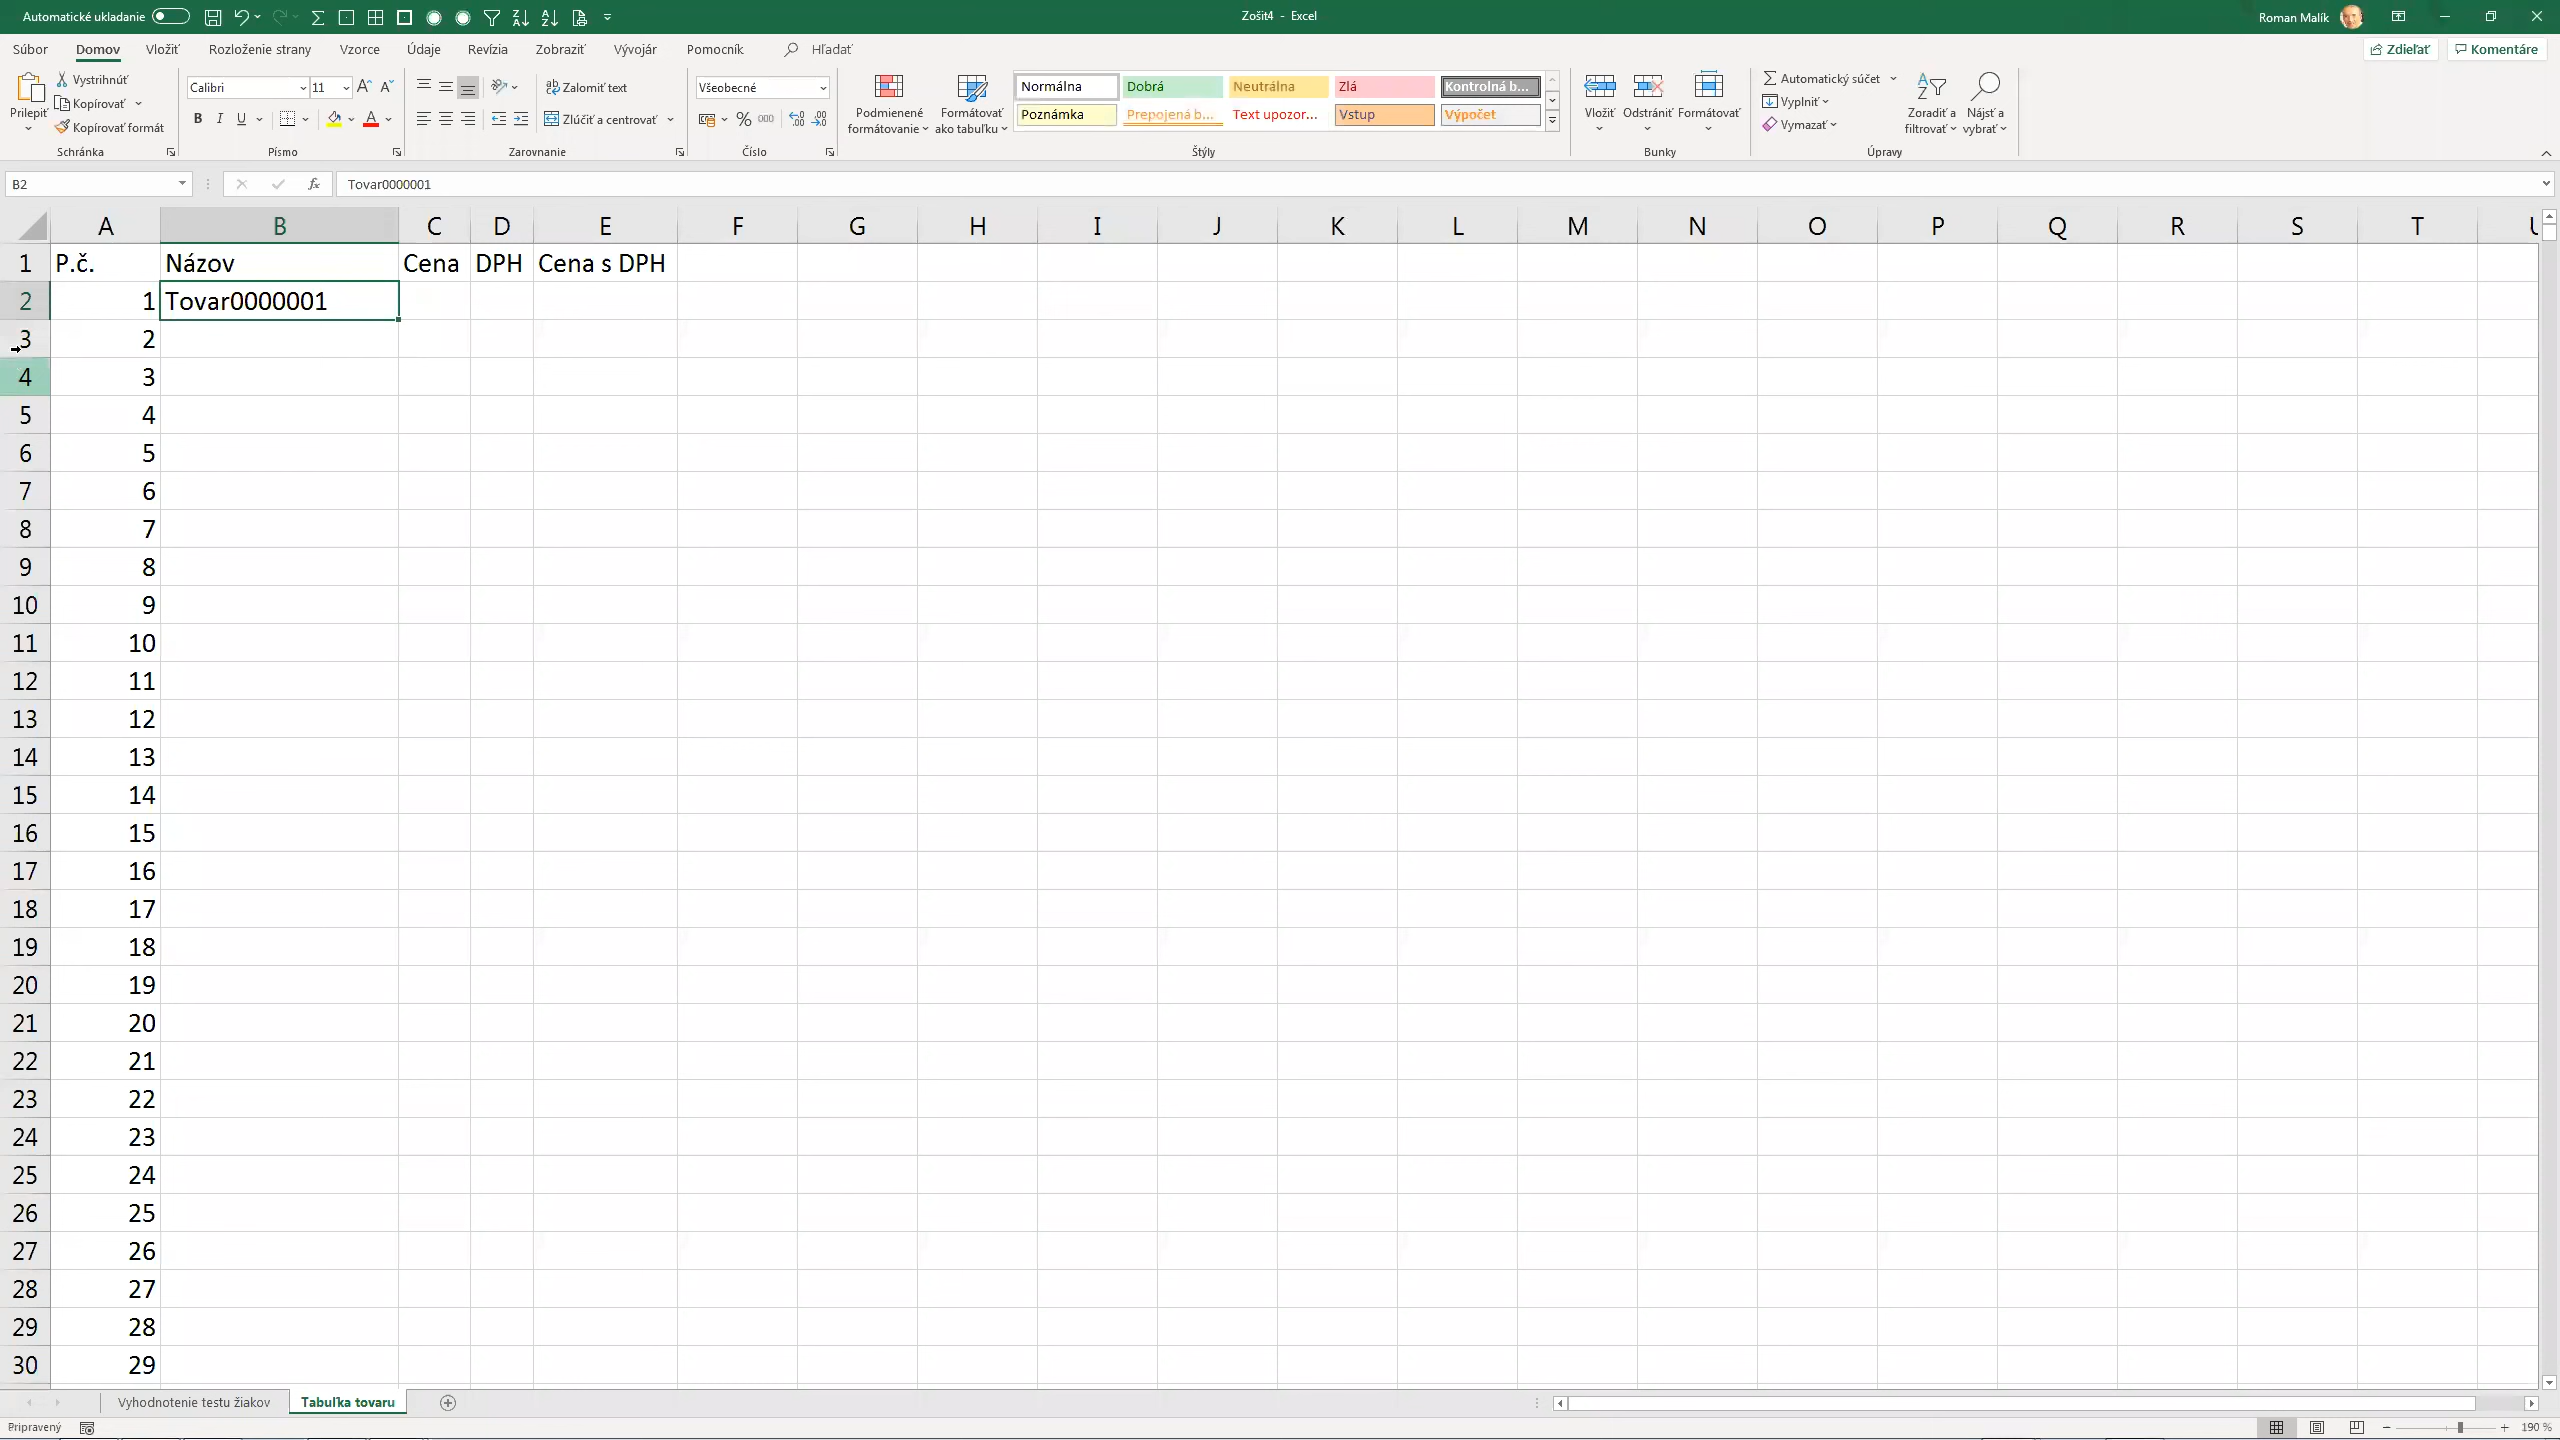 Automatické ukladanie
Zošit4 - Excel
Roman Malík
Súbor Domov Vložiť Rozloženie strany Vzorce Údaje Revízia Zobraziť Vývojár Pomocník Hľadať
Zdieľať Komentáre
Prilepiť
Vystrihnúť
Kopírovať
Kopírovať formát
Schránka
Calibri 11
B I U
Písmo
Zalomiť text
Zlúčiť a centrovať
Zarovnanie
Všeobecné
% 000
Číslo
Podmienené formátovanie
Formátovať ako tabuľku
Normálna Dobrá Neutrálna Zlá Kontrolná b...
Poznámka Prepojená b... Text upozor... Vstup Výpočet
Štýly
Vložiť Odstrániť Formátovať
Bunky
Automatický súčet
Vyplniť
Vymazať
Zoradiť a filtrovať
Nájsť a vybrať
Úpravy
B2 fx Tovar0000001
A B C D E F G H I J K L M N O P Q R S T
1 P.č. Názov Cena DPH Cena s DPH
2 1 Tovar0000001
3 2
4 3
5 4
6 5
7 6
8 7
9 8
10 9
11 10
12 11
13 12
14 13
15 14
16 15
17 16
18 17
19 18
20 19
21 20
22 21
23 22
24 23
25 24
26 25
27 26
28 27
29 28
30 29
Vyhodnotenie testu žiakov Tabuľka tovaru
Pripravený
190 %